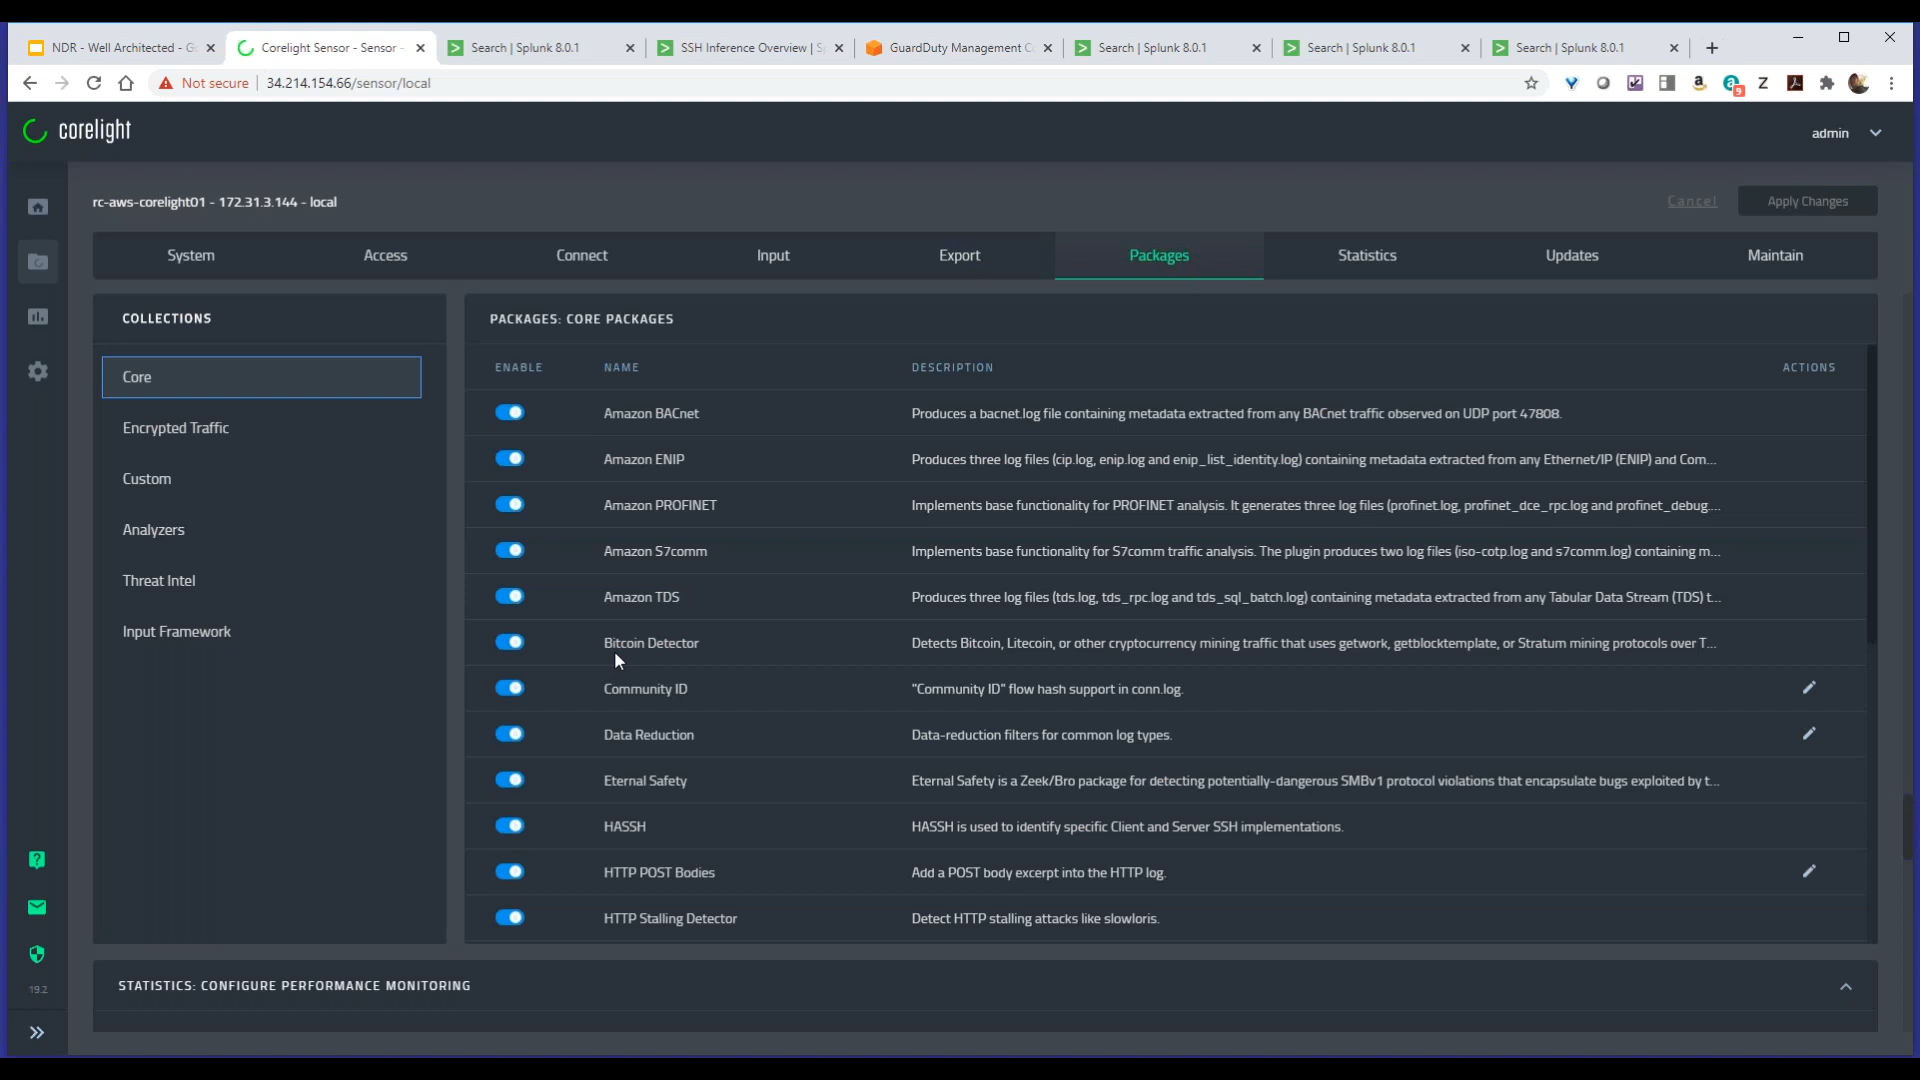 NDR - Well Architected - G
Corelight Sensor - Sensor -
Search | Splunk 8.0.1
SSH Inference Overview | S
GuardDuty Management C
Search | Splunk 8.0.1
Search | Splunk 8.0.1
Search | Splunk 8.0.1
Not secure | 34.214.154.66/sensor/local
9
Z
corelight
admin
rc-aws-corelight01 - 172.31.3.144 - local
Cancel
Apply Changes
System
Access
Connect
Input
Export
Packages
Statistics
Updates
Maintain
COLLECTIONS
Core
Encrypted Traffic
Custom
Analyzers
Threat Intel
Input Framework
PACKAGES: CORE PACKAGES
ENABLE NAME DESCRIPTION ACTIONS
Amazon BACnet Produces a bacnet.log file containing metadata extracted from any BACnet traffic observed on UDP port 47808.
Amazon ENIP Produces three log files (cip.log, enip.log and enip_list_identity.log) containing metadata extracted from any Ethernet/IP (ENIP) and Com...
Amazon PROFINET Implements base functionality for PROFINET analysis. It generates three log files (profinet.log, profinet_dce_rpc.log and profinet_debug....
Amazon S7comm Implements base functionality for S7comm traffic analysis. The plugin produces two log files (iso-cotp.log and s7comm.log) containing m...
Amazon TDS Produces three log files (tds.log, tds_rpc.log and tds_sql_batch.log) containing metadata extracted from any Tabular Data Stream (TDS) t...
Bitcoin Detector Detects Bitcoin, Litecoin, or other cryptocurrency mining traffic that uses getwork, getblocktemplate, or Stratum mining protocols over T...
Community ID "Community ID" flow hash support in conn.log.
Data Reduction Data-reduction filters for common log types.
Eternal Safety Eternal Safety is a Zeek/Bro package for detecting potentially-dangerous SMBv1 protocol violations that encapsulate bugs exploited by t...
HASSH HASSH is used to identify specific Client and Server SSH implementations.
HTTP POST Bodies Add a POST body excerpt into the HTTP log.
HTTP Stalling Detector Detect HTTP stalling attacks like slowloris.
STATISTICS: CONFIGURE PERFORMANCE MONITORING
19.2